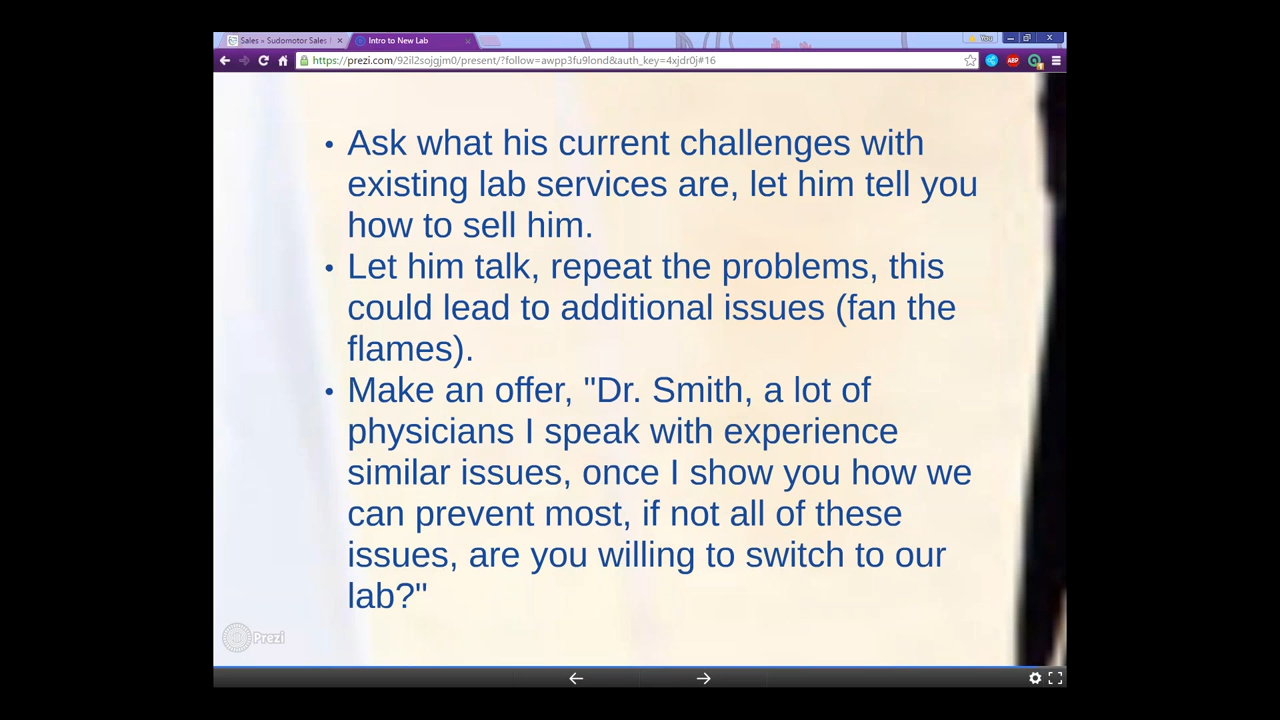 Sales » Sudomotor Sales
Intro to New Lab
You
https://prezi.com/92il2sojgjm0/present/?follow=awpp3fu9lond&auth_key=4xjdr0j#16
ABP
• Ask what his current challenges with
existing lab services are, let him tell you
how to sell him.
• Let him talk, repeat the problems, this
could lead to additional issues (fan the
flames).
• Make an offer, "Dr. Smith, a lot of
physicians I speak with experience
similar issues, once I show you how we
can prevent most, if not all of these
issues, are you willing to switch to our
lab?"
Prezi